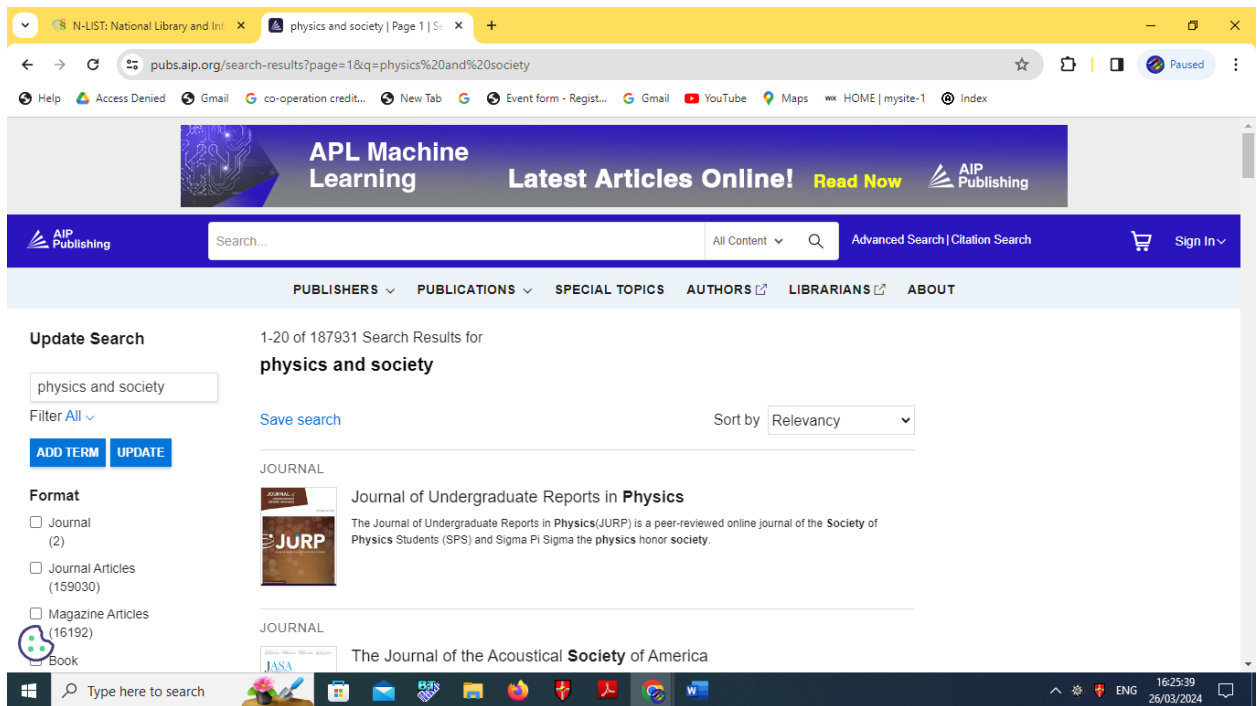 N-LIST: National Library and Inf
physics and society | Page 1 | Se
pubs.aip.org/search-results?page=1&q=physics%20and%20society
Paused
Help Access Denied Gmail co-operation credit... New Tab Event form - Regist... Gmail YouTube Maps HOME | mysite-1 Index
APL Machine
Learning
Latest Articles Online! Read Now
AIP
Publishing
AIP
Publishing
Search...
All Content
Advanced Search | Citation Search
Sign In
PUBLISHERS PUBLICATIONS SPECIAL TOPICS AUTHORS LIBRARIANS ABOUT
Update Search
physics and society
Filter All
ADD TERM UPDATE
Format
Journal
(2)
Journal Articles
(159030)
Magazine Articles
(16192)
Book
1-20 of 187931 Search Results for
physics and society
Save search
Sort by Relevancy
JOURNAL
JURP
Journal of Undergraduate Reports in Physics
The Journal of Undergraduate Reports in Physics(JURP) is a peer-reviewed online journal of the Society of
Physics Students (SPS) and Sigma Pi Sigma the physics honor society.
JOURNAL
JASA
The Journal of the Acoustical Society of America
Type here to search
ENG
16:25:39
26/03/2024